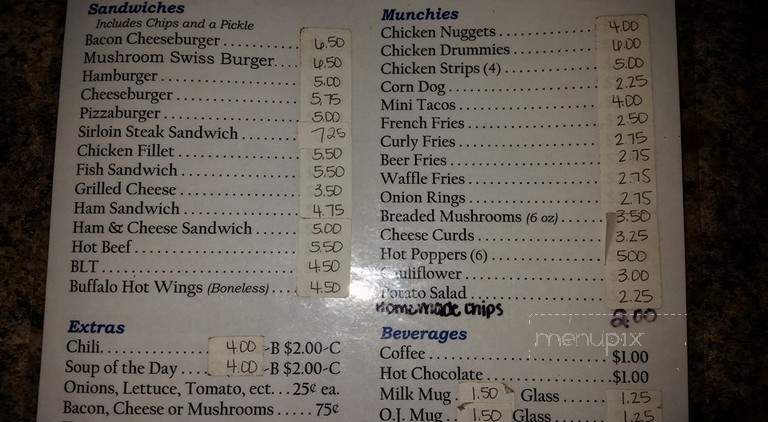 Sandwiches
Includes Chips and a Pickle
Bacon Cheeseburger .......... 6.50
Mushroom Swiss Burger.... 6.50
Hamburger .................. 5.00
Cheeseburger ................ 5.75
Pizzaburger .................. 5.00
Sirloin Steak Sandwich ........ 7.25
Chicken Fillet ................ 5.50
Fish Sandwich ................ 5.50
Grilled Cheese ................ 3.50
Ham Sandwich ................ 4.75
Ham & Cheese Sandwich ...... 5.00
Hot Beef ..................... 5.50
BLT......................... 4.50
Buffalo Hot Wings (Boneless) .... 4.50
Extras
Chili................ 4.00 -B $2.00-C
Soup of the Day .... 4.00 -B $2.00-C
Onions, Lettuce, Tomato, ect...25¢ ea.
Bacon, Cheese or Mushrooms ..... 75¢
Munchies
Chicken Nuggets .............. 4.00
Chicken Drummies ............ 6.00
Chicken Strips (4) ............. 5.00
Corn Dog .................... 2.25
Mini Tacos ................... 4.00
French Fries .................. 2.50
Curly Fries ................... 2.75
Beer Fries .................... 2.75
Waffle Fries .................. 2.75
Onion Rings .................. 2.75
Breaded Mushrooms (6 oz) ...... 3.50
Cheese Curds ................. 3.25
Hot Poppers (6) ............... 5.00
Cauliflower ................... 3.00
Potato Salad .................. 2.25
Homemade chips 2.00
menupix
Beverages
Coffee ........................ $1.00
Hot Chocolate ................. $1.00
Milk Mug . 1.50 Glass ...... 1.25
O.J. Mug .. 1.50 Glass ...... 1.25